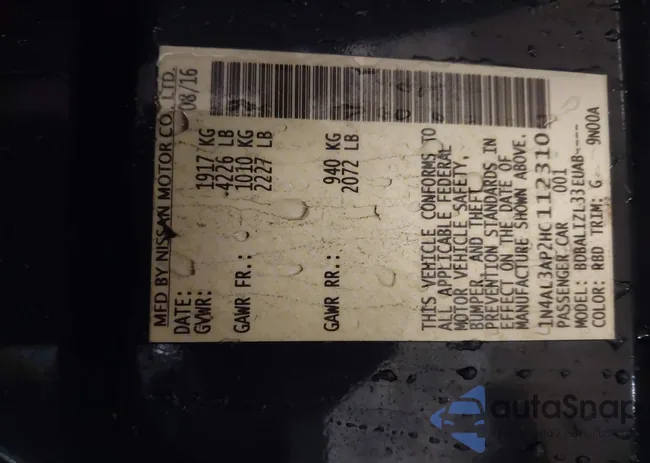 MFD BY NISSAN MOTOR CO., LTD.
DATE: 08/16
GVWR: 1917 KG
4226 LB
GAWR FR.: 1010 KG
2227 LB
GAWR RR.: 940 KG
2072 LB
THIS VEHICLE CONFORMS TO
ALL APPLICABLE FEDERAL
MOTOR VEHICLE SAFETY,
BUMPER, AND THEFT
PREVENTION STANDARDS IN
EFFECT ON THE DATE OF
MANUFACTURE SHOWN ABOVE.
1N4AL3AP2HC112310
PASSENGER CAR 001
MODEL: BDBALIZL33EUAB----
COLOR: RBD TRIM: G 9N00A
autoSnap